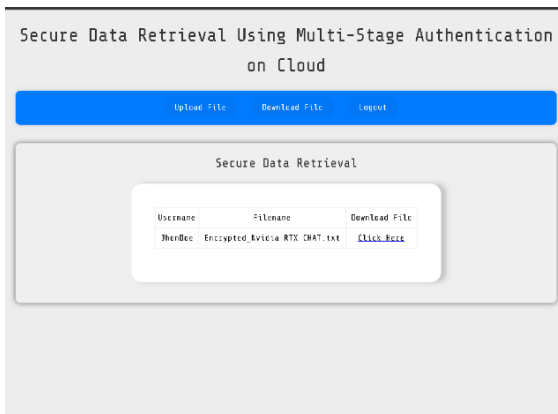 Secure Data Retrieval Using Multi-Stage Authentication
on Cloud
Upload File Download File Logout
Secure Data Retrieval
Username Filename Download File
JhenDee Encrypted_Nvidia RTX CHAT.txt Click Here